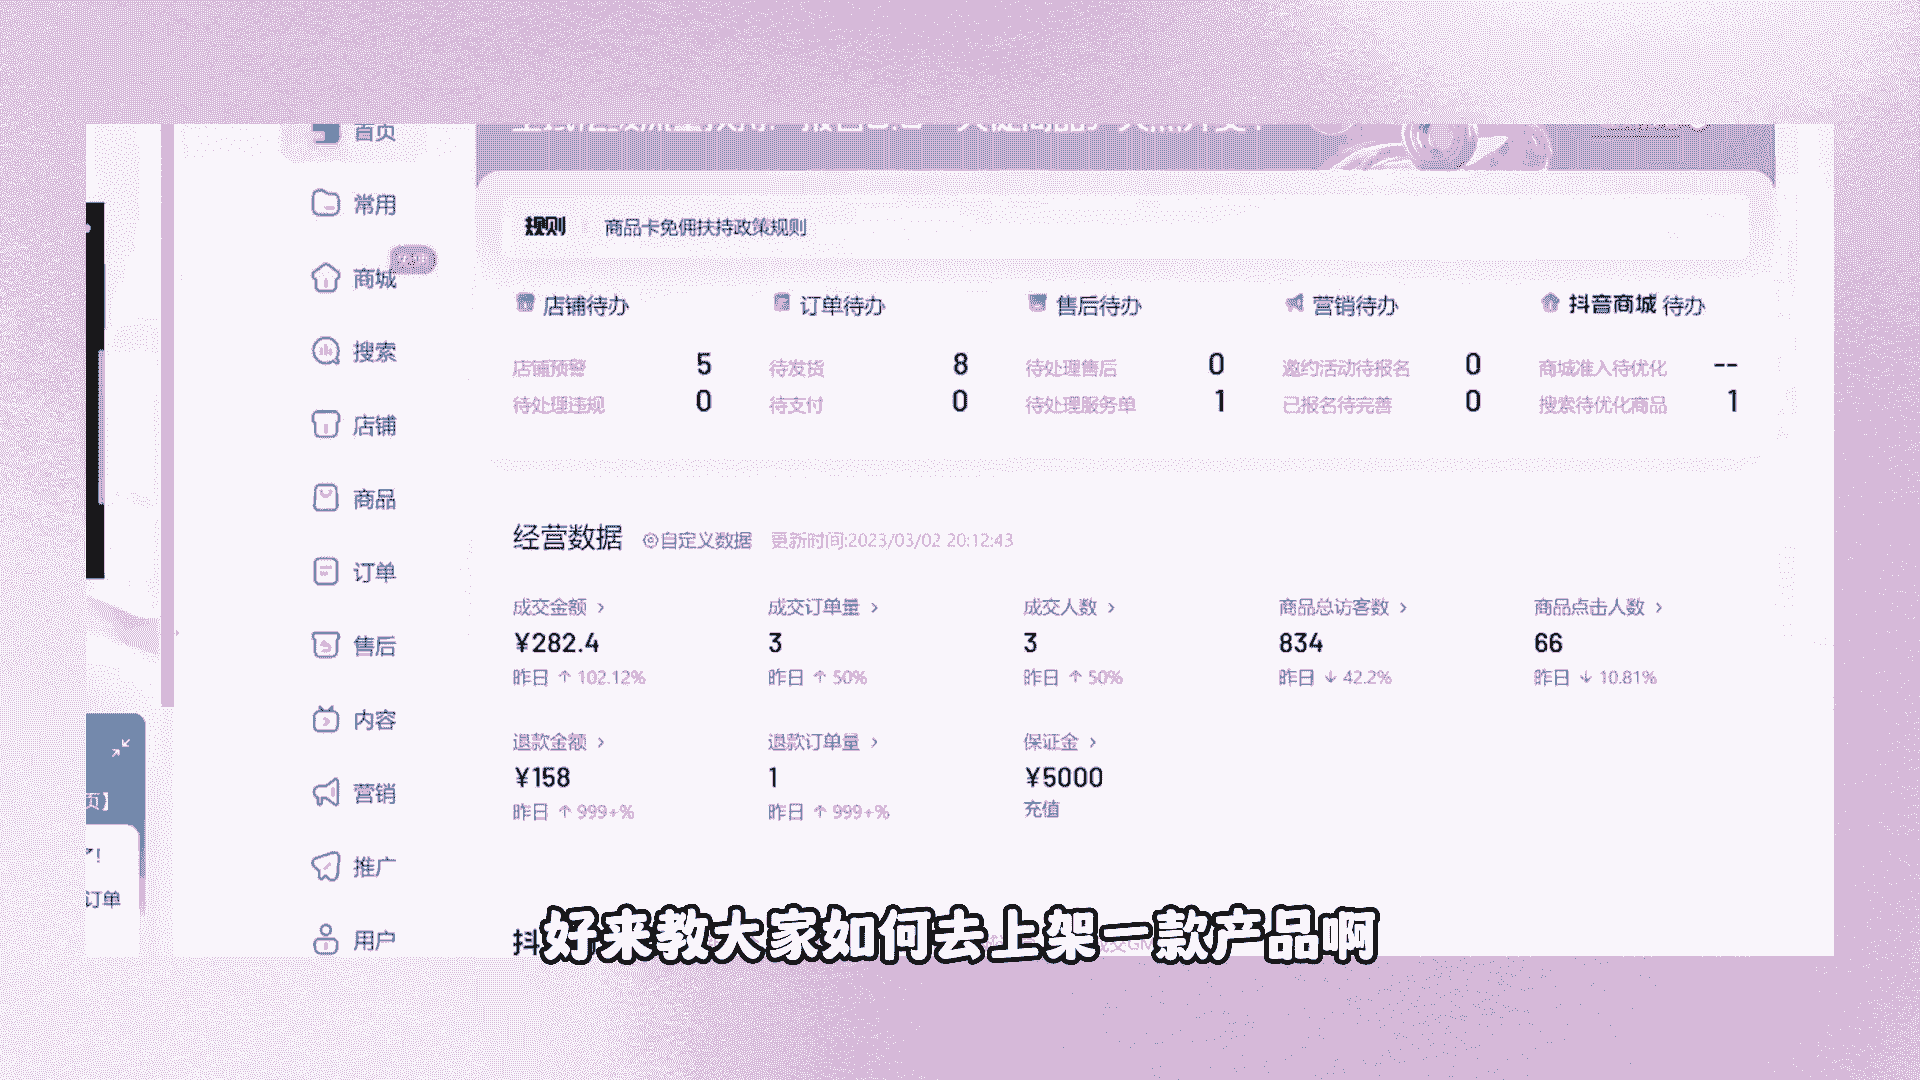 首页
常用
商城
搜索
店铺
商品
订单
售后
内容
营销
推广
用户
规则 商品卡免佣扶持政策规则
店铺待办 订单待办 售后待办 营销待办 抖音商城 待办
店铺预警 5 待发货 8 待处理售后 0 邀约活动待报名 0 商城准入待优化 --
待处理违规 0 待支付 0 待处理服务单 1 已报名待完善 0 搜索待优化商品 1
经营数据 自定义数据 更新时间:2023/03/02 20:12:43
成交金额 > 成交订单量 > 成交人数 > 商品总访客数 > 商品点击人数 >
¥282.4 3 3 834 66
昨日 ↑ 102.12% 昨日 ↑ 50% 昨日 ↑ 50% 昨日 ↓ 42.2% 昨日 ↓ 10.81%
退款金额 > 退款订单量 > 保证金 >
¥158 1 ¥5000
昨日 ↑ 999+% 昨日 ↑ 999+% 充值
页】
了!
订单
抖
好来教大家如何去上架一款产品啊